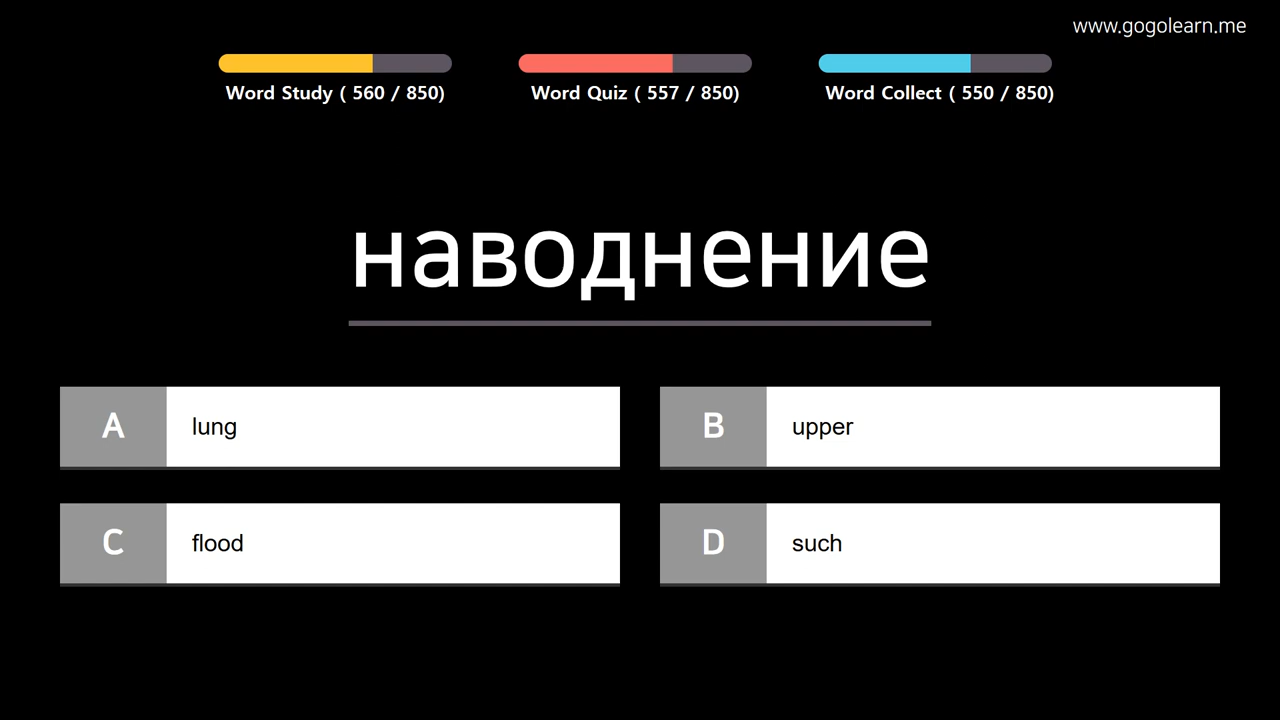 www.gogolearn.me
Word Study ( 560 / 850)
Word Quiz ( 557 / 850)
Word Collect ( 550 / 850)
наводнение
A lung
B upper
C flood
D such